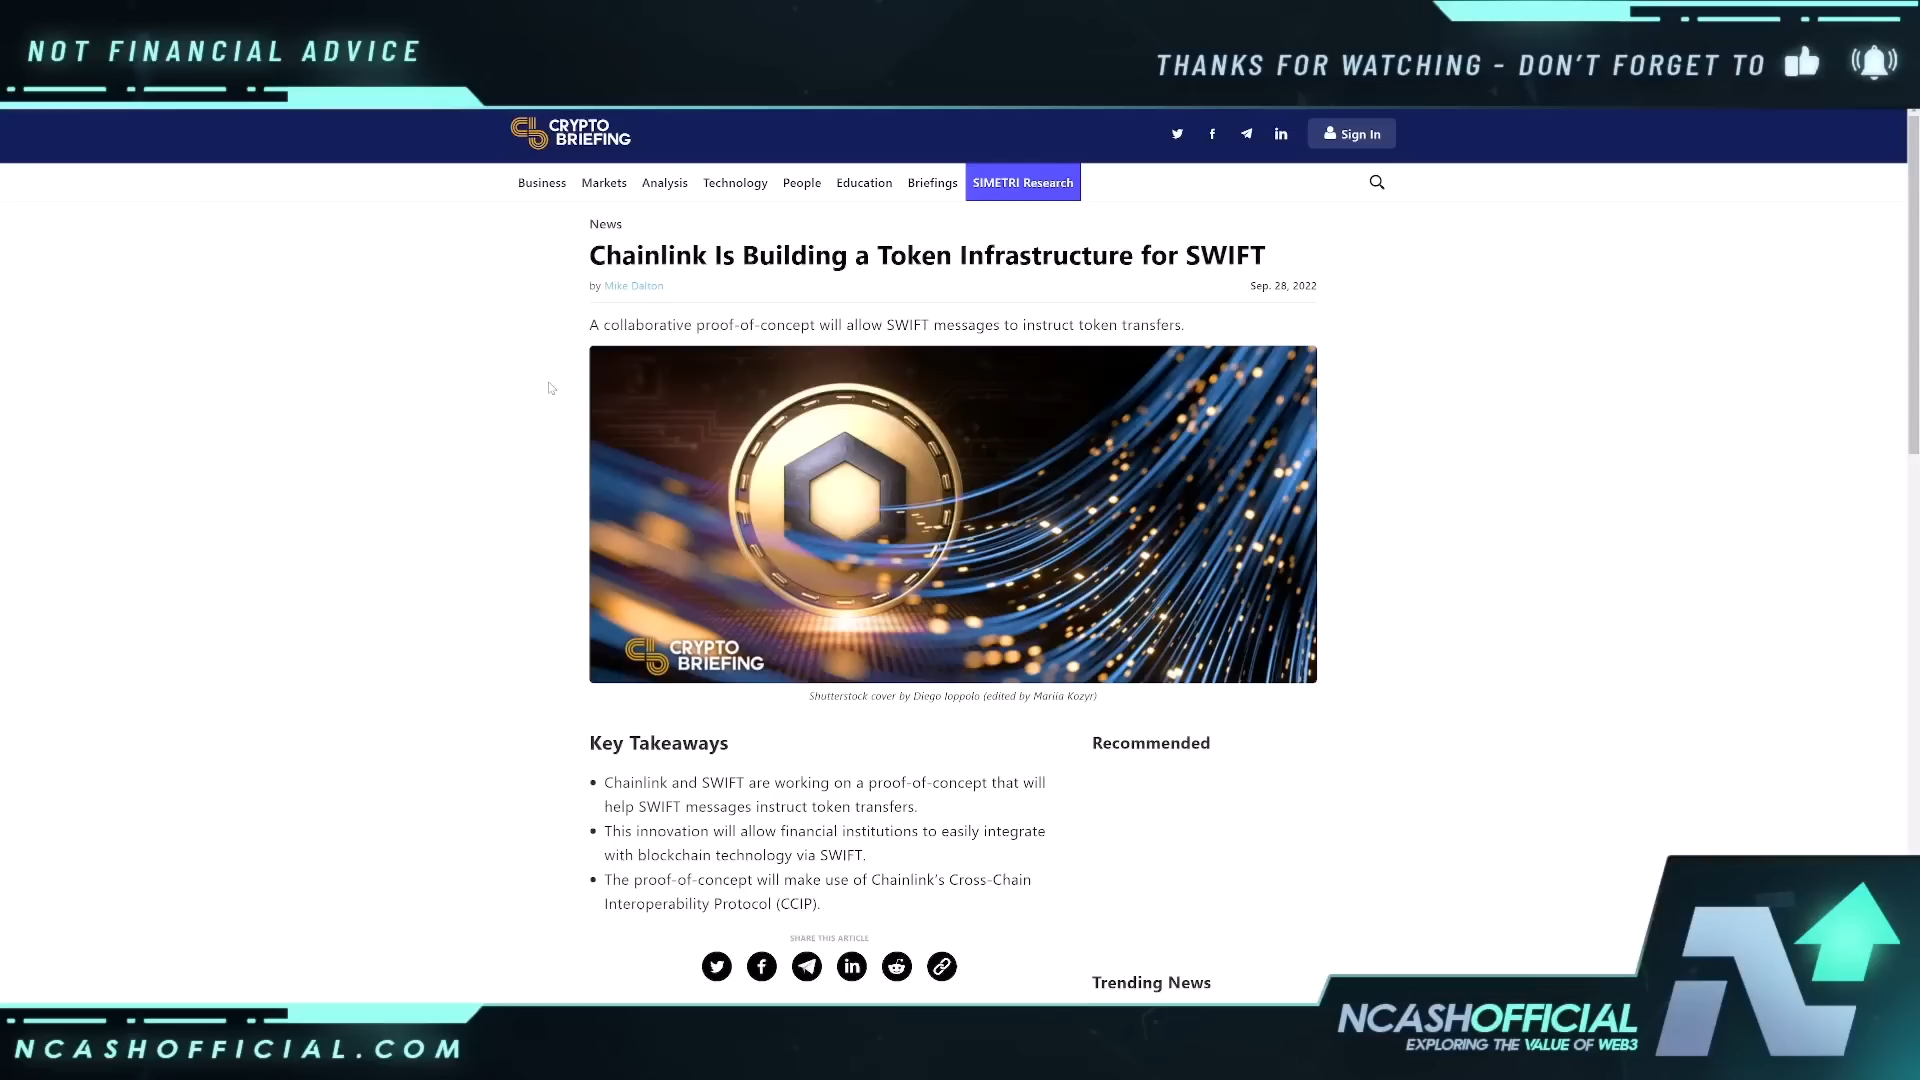 NOT FINANCIAL ADVICE
THANKS FOR WATCHING - DON'T FORGET TO
CRYPTO
BRIEFING
Sign In
Business Markets Analysis Technology People Education Briefings SIMETRI Research
News
Chainlink Is Building a Token Infrastructure for SWIFT
by Mike Dalton Sep. 28, 2022
A collaborative proof-of-concept will allow SWIFT messages to instruct token transfers.
CRYPTO
BRIEFING
Shutterstock cover by Diego Ioppolo (edited by Mariia Kozyr)
Key Takeaways
Recommended
• Chainlink and SWIFT are working on a proof-of-concept that will
help SWIFT messages instruct token transfers.
• This innovation will allow financial institutions to easily integrate
with blockchain technology via SWIFT.
• The proof-of-concept will make use of Chainlink's Cross-Chain
Interoperability Protocol (CCIP).
SHARE THIS ARTICLE
Trending News
NCASHOFFICIAL
EXPLORING THE VALUE OF WEB3
NCASHOFFICIAL.COM